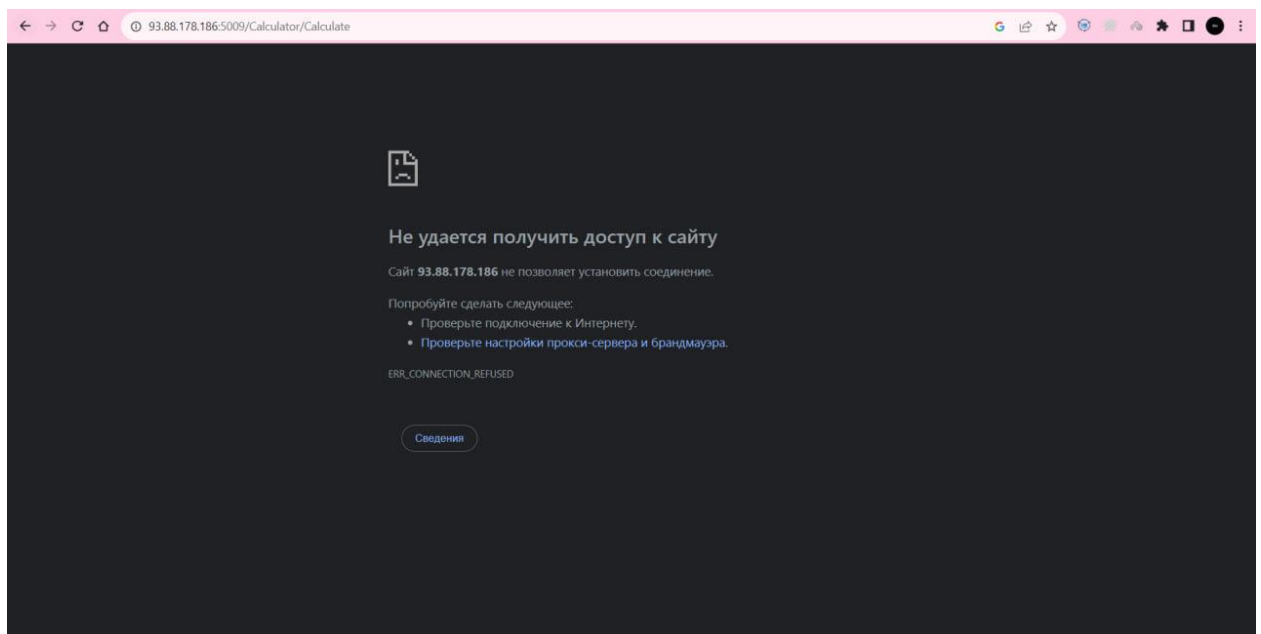 93.88.178.186:5009/Calculator/Calculate
Не удается получить доступ к сайту
Сайт 93.88.178.186 не позволяет установить соединение.
Попробуйте сделать следующее:
• Проверьте подключение к Интернету.
• Проверьте настройки прокси-сервера и брандмауэра.
ERR_CONNECTION_REFUSED
Сведения